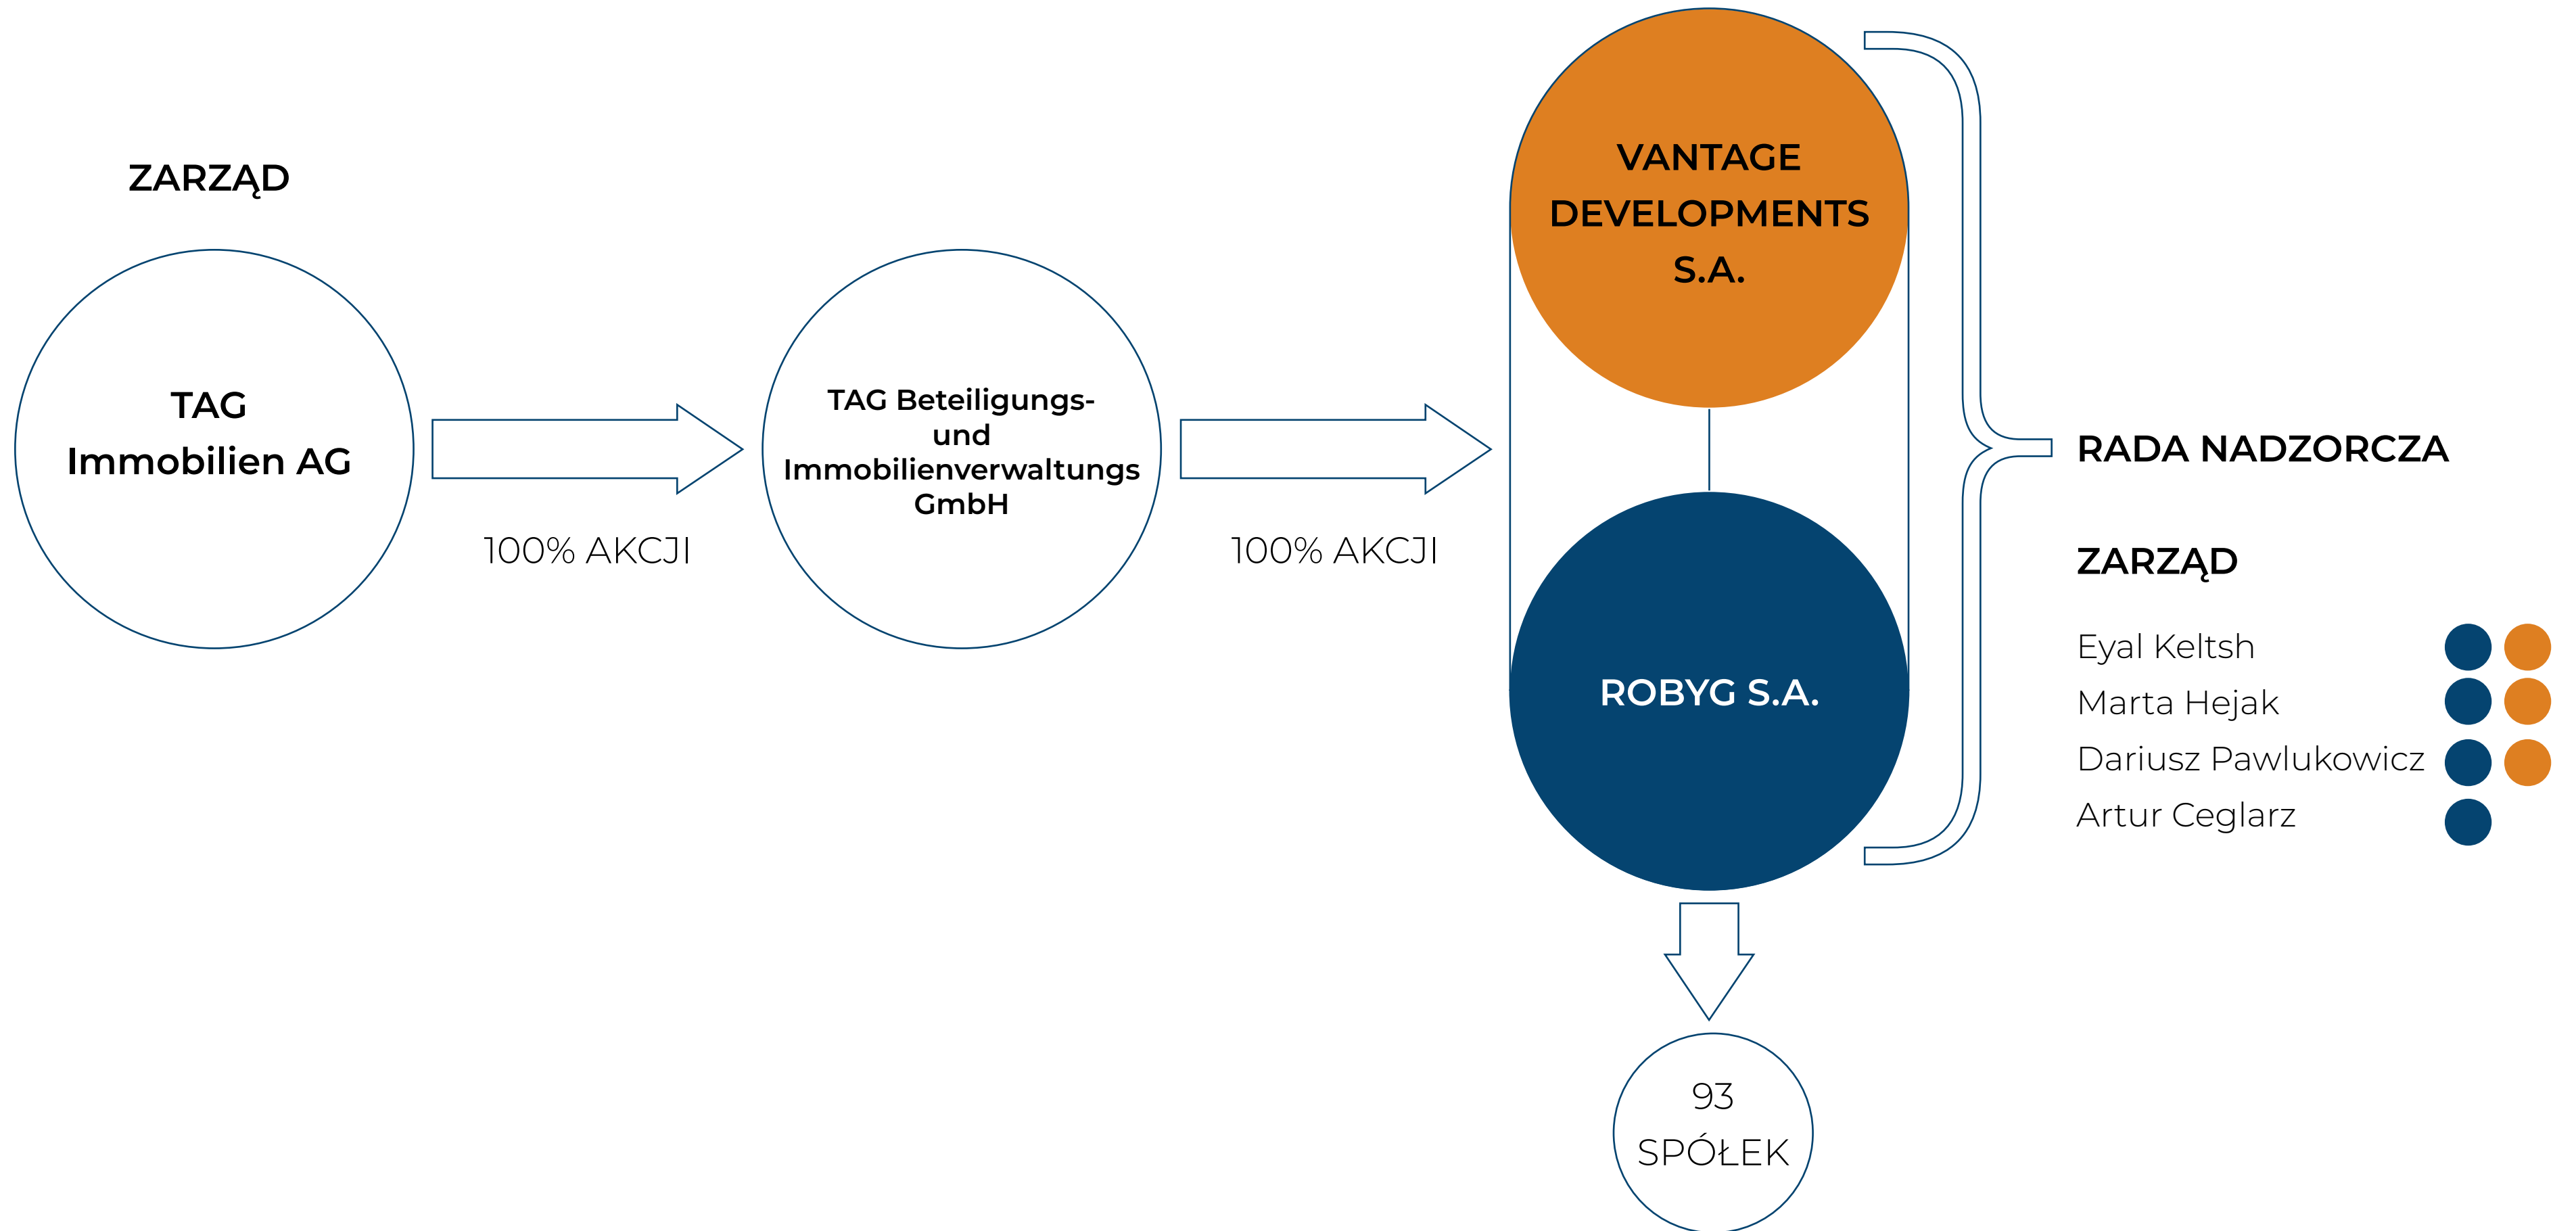 ZARZĄD
TAG
Immobilien AG
100% AKCJI
TAG Beteiligungs-
und
Immobilienverwaltungs
GmbH
100% AKCJI
VANTAGE
DEVELOPMENTS
S.A.
ROBYG S.A.
93
SPÓŁEK
RADA NADZORCZA
ZARZĄD
Eyal Keltsh
Marta Hejak
Dariusz Pawlukowicz
Artur Ceglarz